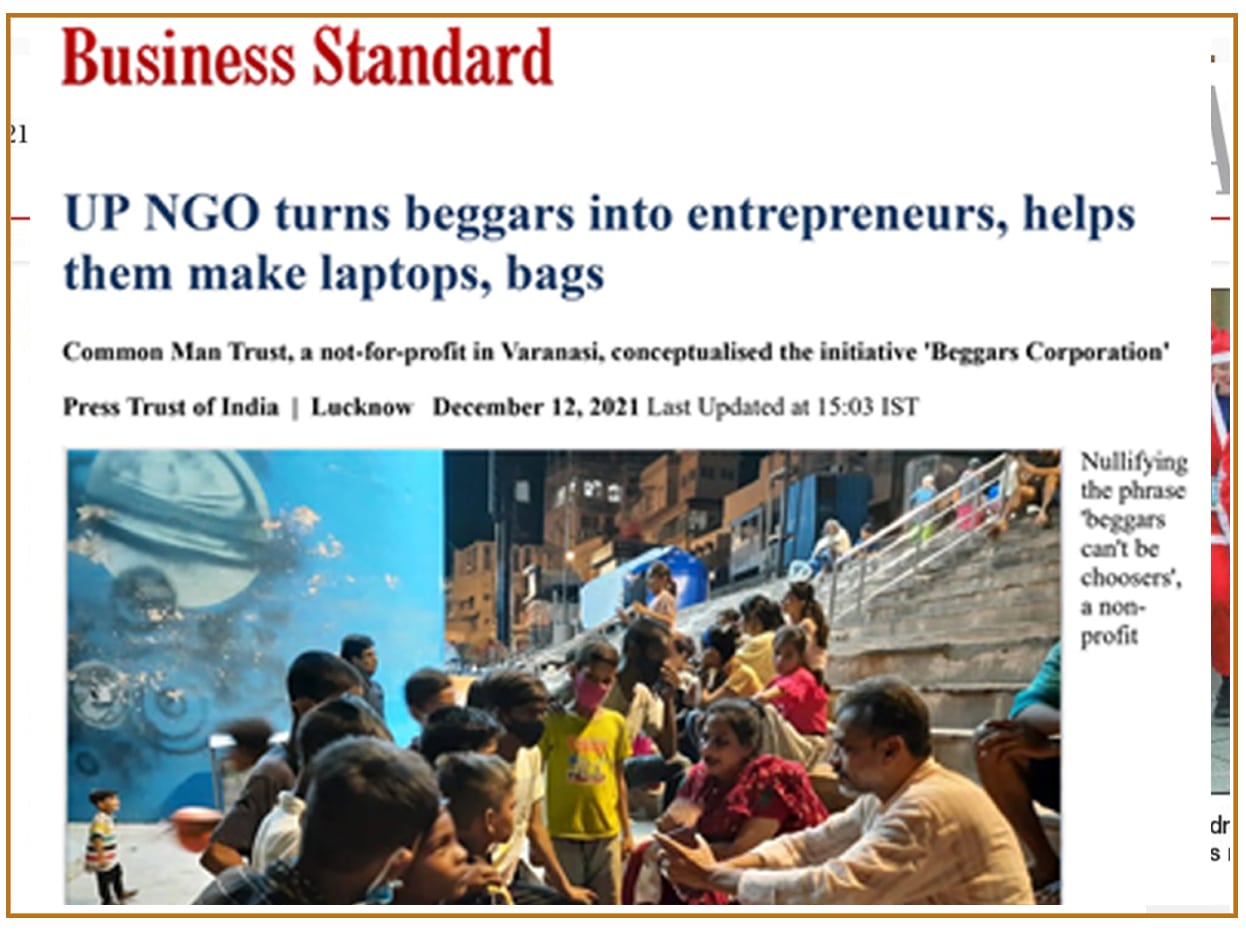 Business Standard
21
UP NGO turns beggars into entrepreneurs, helps
them make laptops, bags
Common Man Trust, a not-for-profit in Varanasi, conceptualised the initiative 'Beggars Corporation'
Press Trust of India | Lucknow December 12, 2021 Last Updated at 15:03 IST
Nullifying
the phrase
'beggars
can't be
choosers',
a non-
profit
dr
s